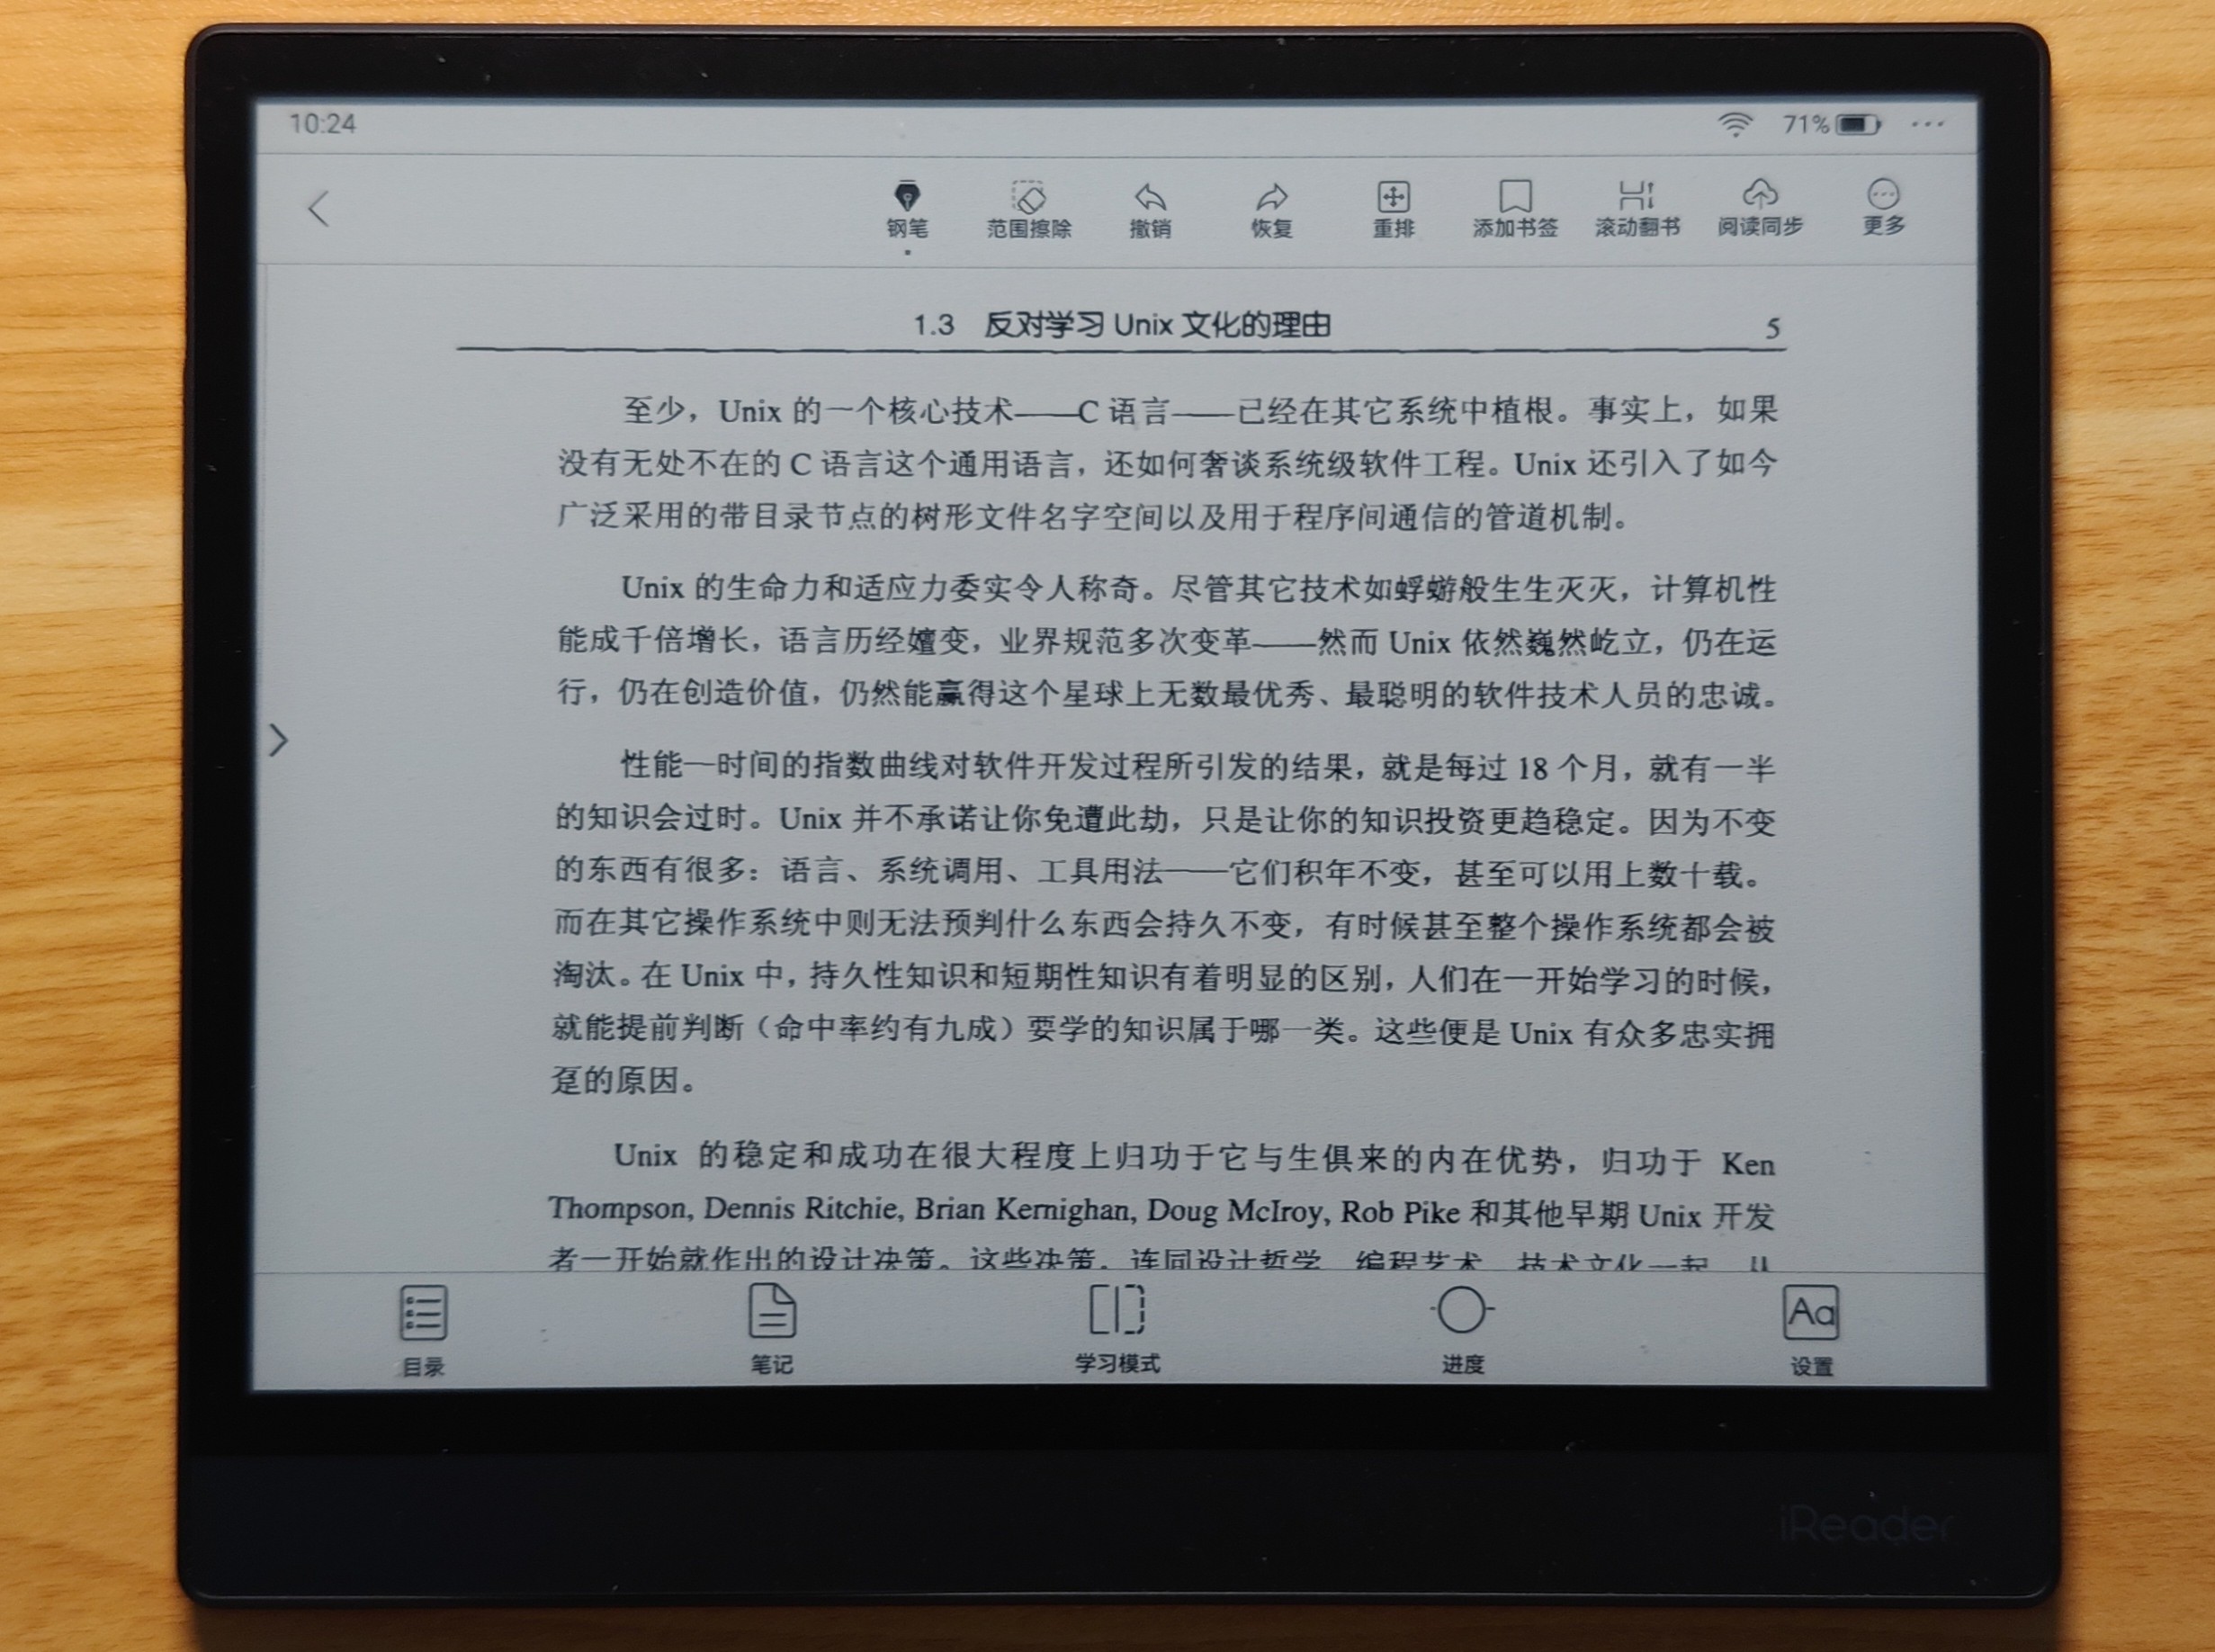 10:24
71%
钢笔
范围擦除
撤销
恢复
重排
添加书签
滚动翻书
阅读同步
更多
1.3 反对学习 Unix 文化的理由 5
至少，Unix 的一个核心技术——C 语言——已经在其它系统中植根。事实上，如果
没有无处不在的 C 语言这个通用语言，还如何奢谈系统级软件工程。Unix 还引入了如今
广泛采用的带目录节点的树形文件名字空间以及用于程序间通信的管道机制。
Unix 的生命力和适应力委实令人称奇。尽管其它技术如蜉蝣般生生灭灭，计算机性
能成千倍增长，语言历经嬗变，业界规范多次变革——然而 Unix 依然巍然屹立，仍在运
行，仍在创造价值，仍然能赢得这个星球上无数最优秀、最聪明的软件技术人员的忠诚。
性能—时间的指数曲线对软件开发过程所引发的结果，就是每过 18 个月，就有一半
的知识会过时。Unix 并不承诺让你免遭此劫，只是让你的知识投资更趋稳定。因为不变
的东西有很多：语言、系统调用、工具用法——它们积年不变，甚至可以用上数十载。
而在其它操作系统中则无法预判什么东西会持久不变，有时候甚至整个操作系统都会被
淘汰。在 Unix 中，持久性知识和短期性知识有着明显的区别，人们在一开始学习的时候，
就能提前判断（命中率约有九成）要学的知识属于哪一类。这些便是 Unix 有众多忠实拥
趸的原因。
Unix 的稳定和成功在很大程度上归功于它与生俱来的内在优势，归功于 Ken
Thompson, Dennis Ritchie, Brian Kernighan, Doug McIroy, Rob Pike 和其他早期 Unix 开发
者一开始就作出的设计决策。这些决策。连同设计哲学、编程艺术、技术文化一起
目录
笔记
学习模式
进度
Aa
设置
iReader